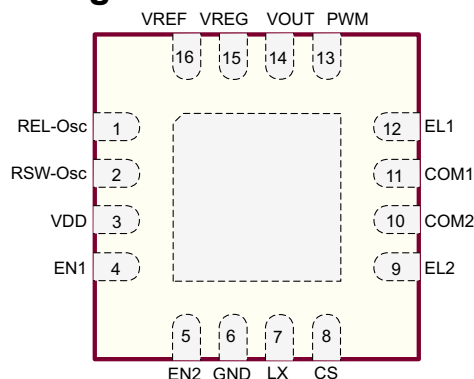 VREF VREG VOUT PWM
16 15 14 13
REL-Osc 1 12 EL1
RSW-Osc 2 11 COM1
VDD 3 10 COM2
EN1 4 9 EL2
5 6 7 8
EN2 GND LX CS